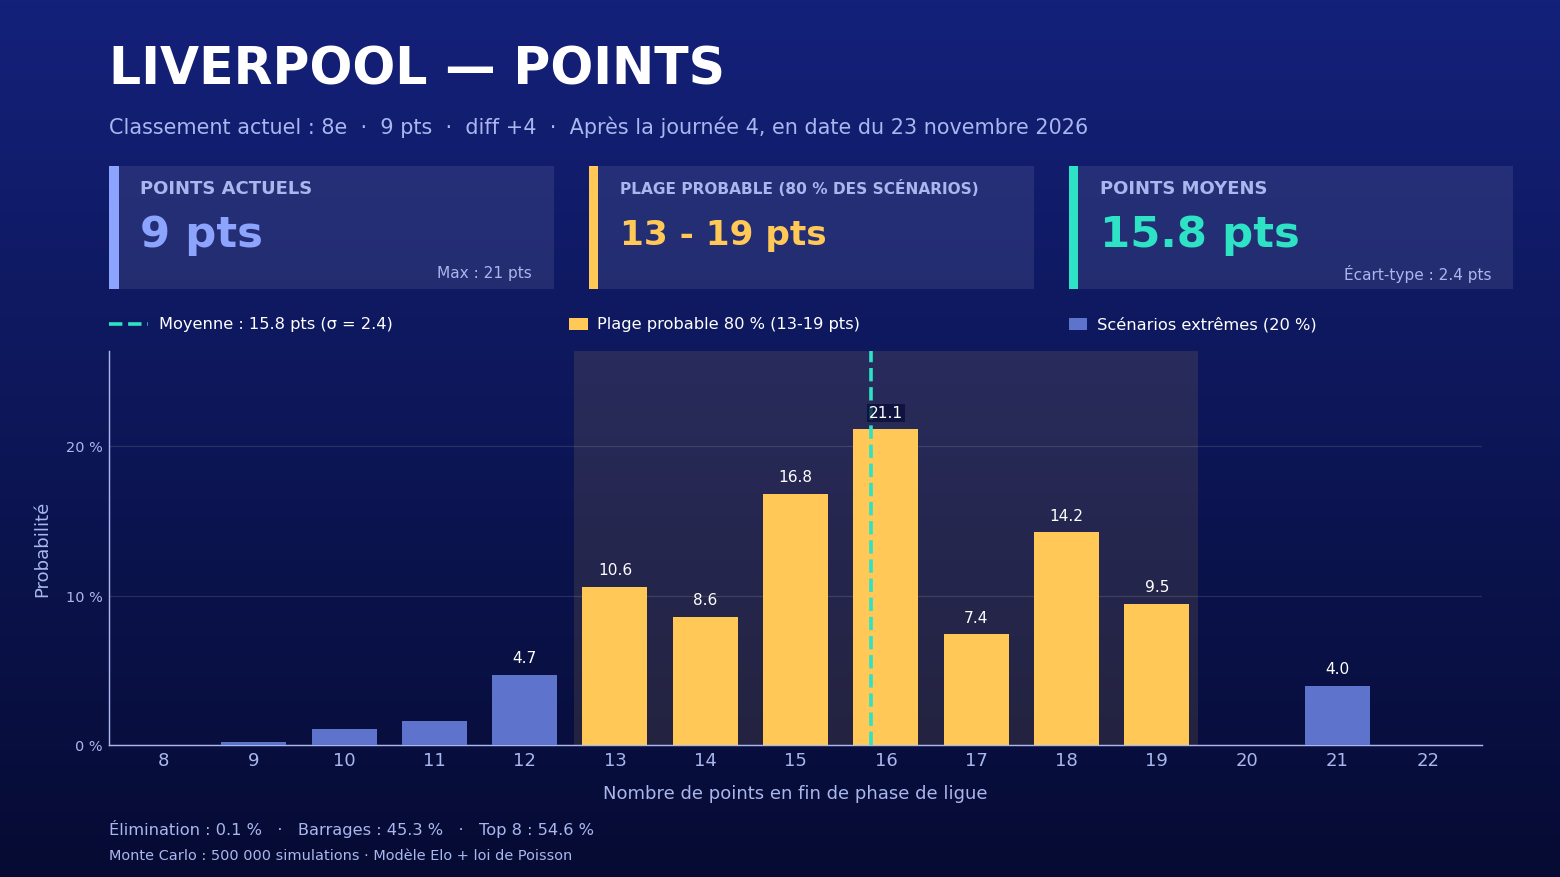 LIVERPOOL — POINTS
Classement actuel : 8e · 9 pts · diff +4 · Après la journée 4, en date du 23 novembre 2026
POINTS ACTUELS
9 pts
Max : 21 pts
PLAGE PROBABLE (80 % DES SCÉNARIOS)
13 - 19 pts
POINTS MOYENS
15.8 pts
Écart-type : 2.4 pts
Moyenne : 15.8 pts (σ = 2.4)
Plage probable 80 % (13-19 pts)
Scénarios extrêmes (20 %)
Probabilité
20 %
10 %
0 %
4.7
10.6
8.6
16.8
21.1
7.4
14.2
9.5
4.0
8 9 10 11 12 13 14 15 16 17 18 19 20 21 22
Nombre de points en fin de phase de ligue
Élimination : 0.1 % · Barrages : 45.3 % · Top 8 : 54.6 %
Monte Carlo : 500 000 simulations · Modèle Elo + loi de Poisson